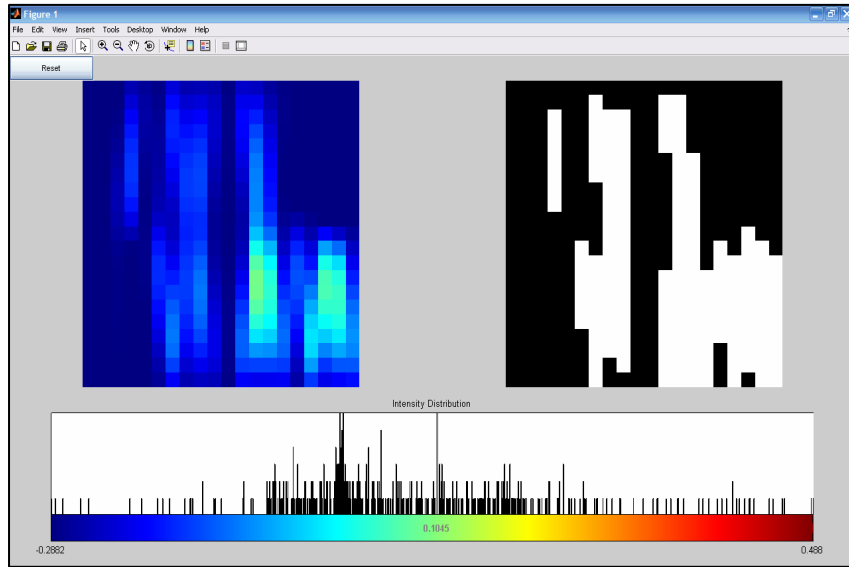 Figure 1
File Edit View Insert Tools Desktop Window Help
Reset
Intensity Distribution
0.1045
-0.2882 0.488